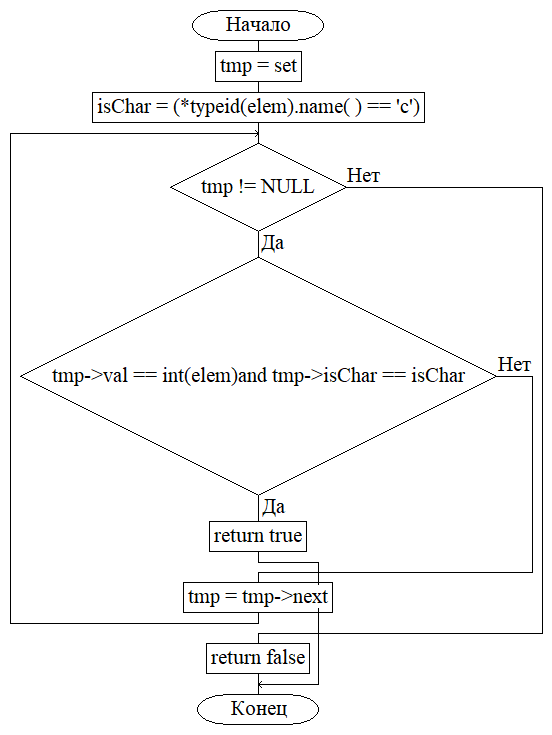 Начало
tmp = set
isChar = (*typeid(elem).name( ) == 'c')
tmp != NULL
Нет
Да
tmp->val == int(elem)and tmp->isChar == isChar
Нет
Да
return true
tmp = tmp->next
return false
Конец